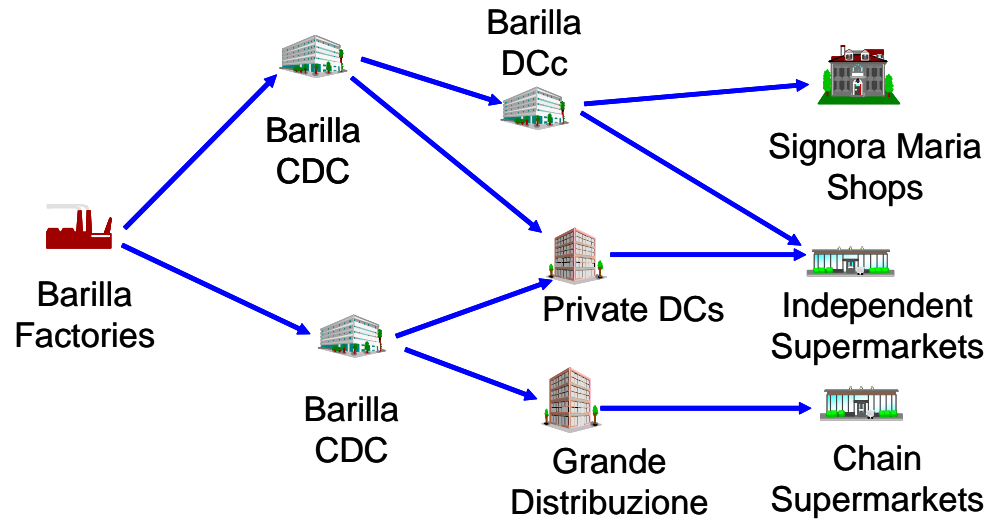 Barilla
DCc
Barilla
CDC
Signora Maria
Shops
Barilla
Factories
Private DCs
Independent
Supermarkets
Barilla
CDC
Grande
Distribuzione
Chain
Supermarkets